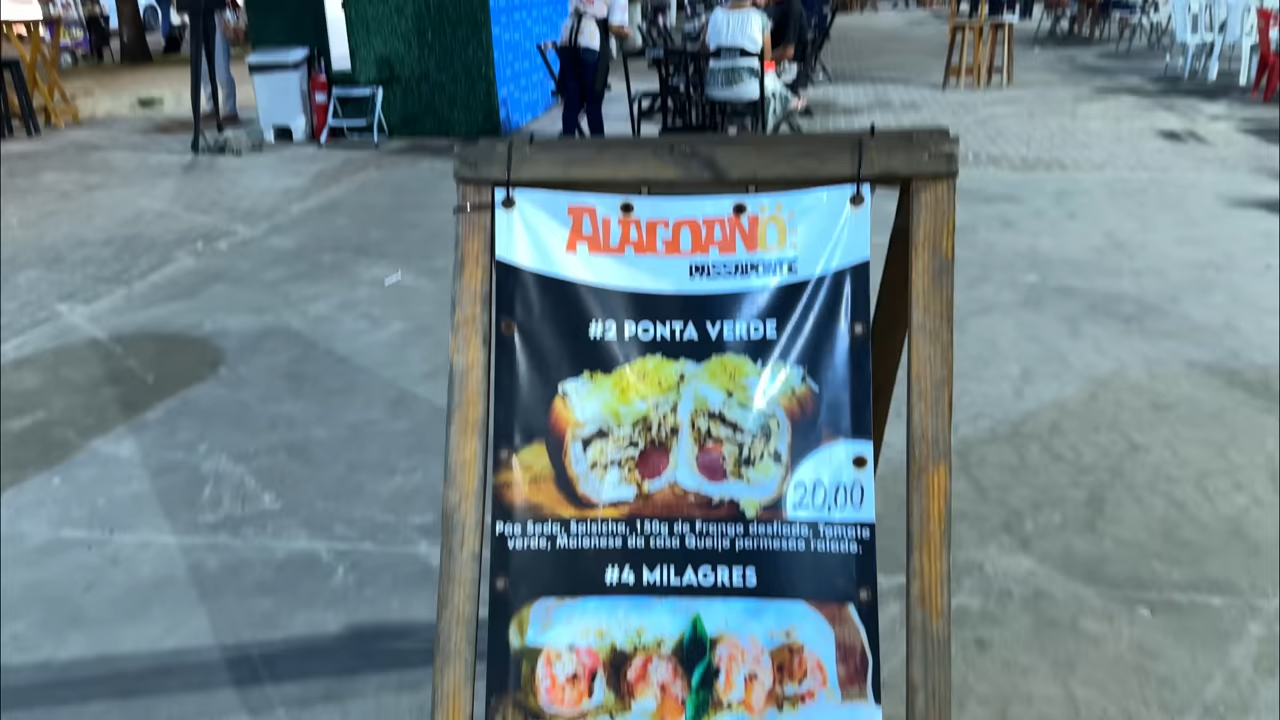 ALAGOANO
PASSAPORTE
#2 PONTA VERDE
20,00
Pão Seda, Salsicha, 150g de Frango desfiado, Tomate
verde, Maionese da casa Queijo parmesão ralado.
#4 MILAGRES